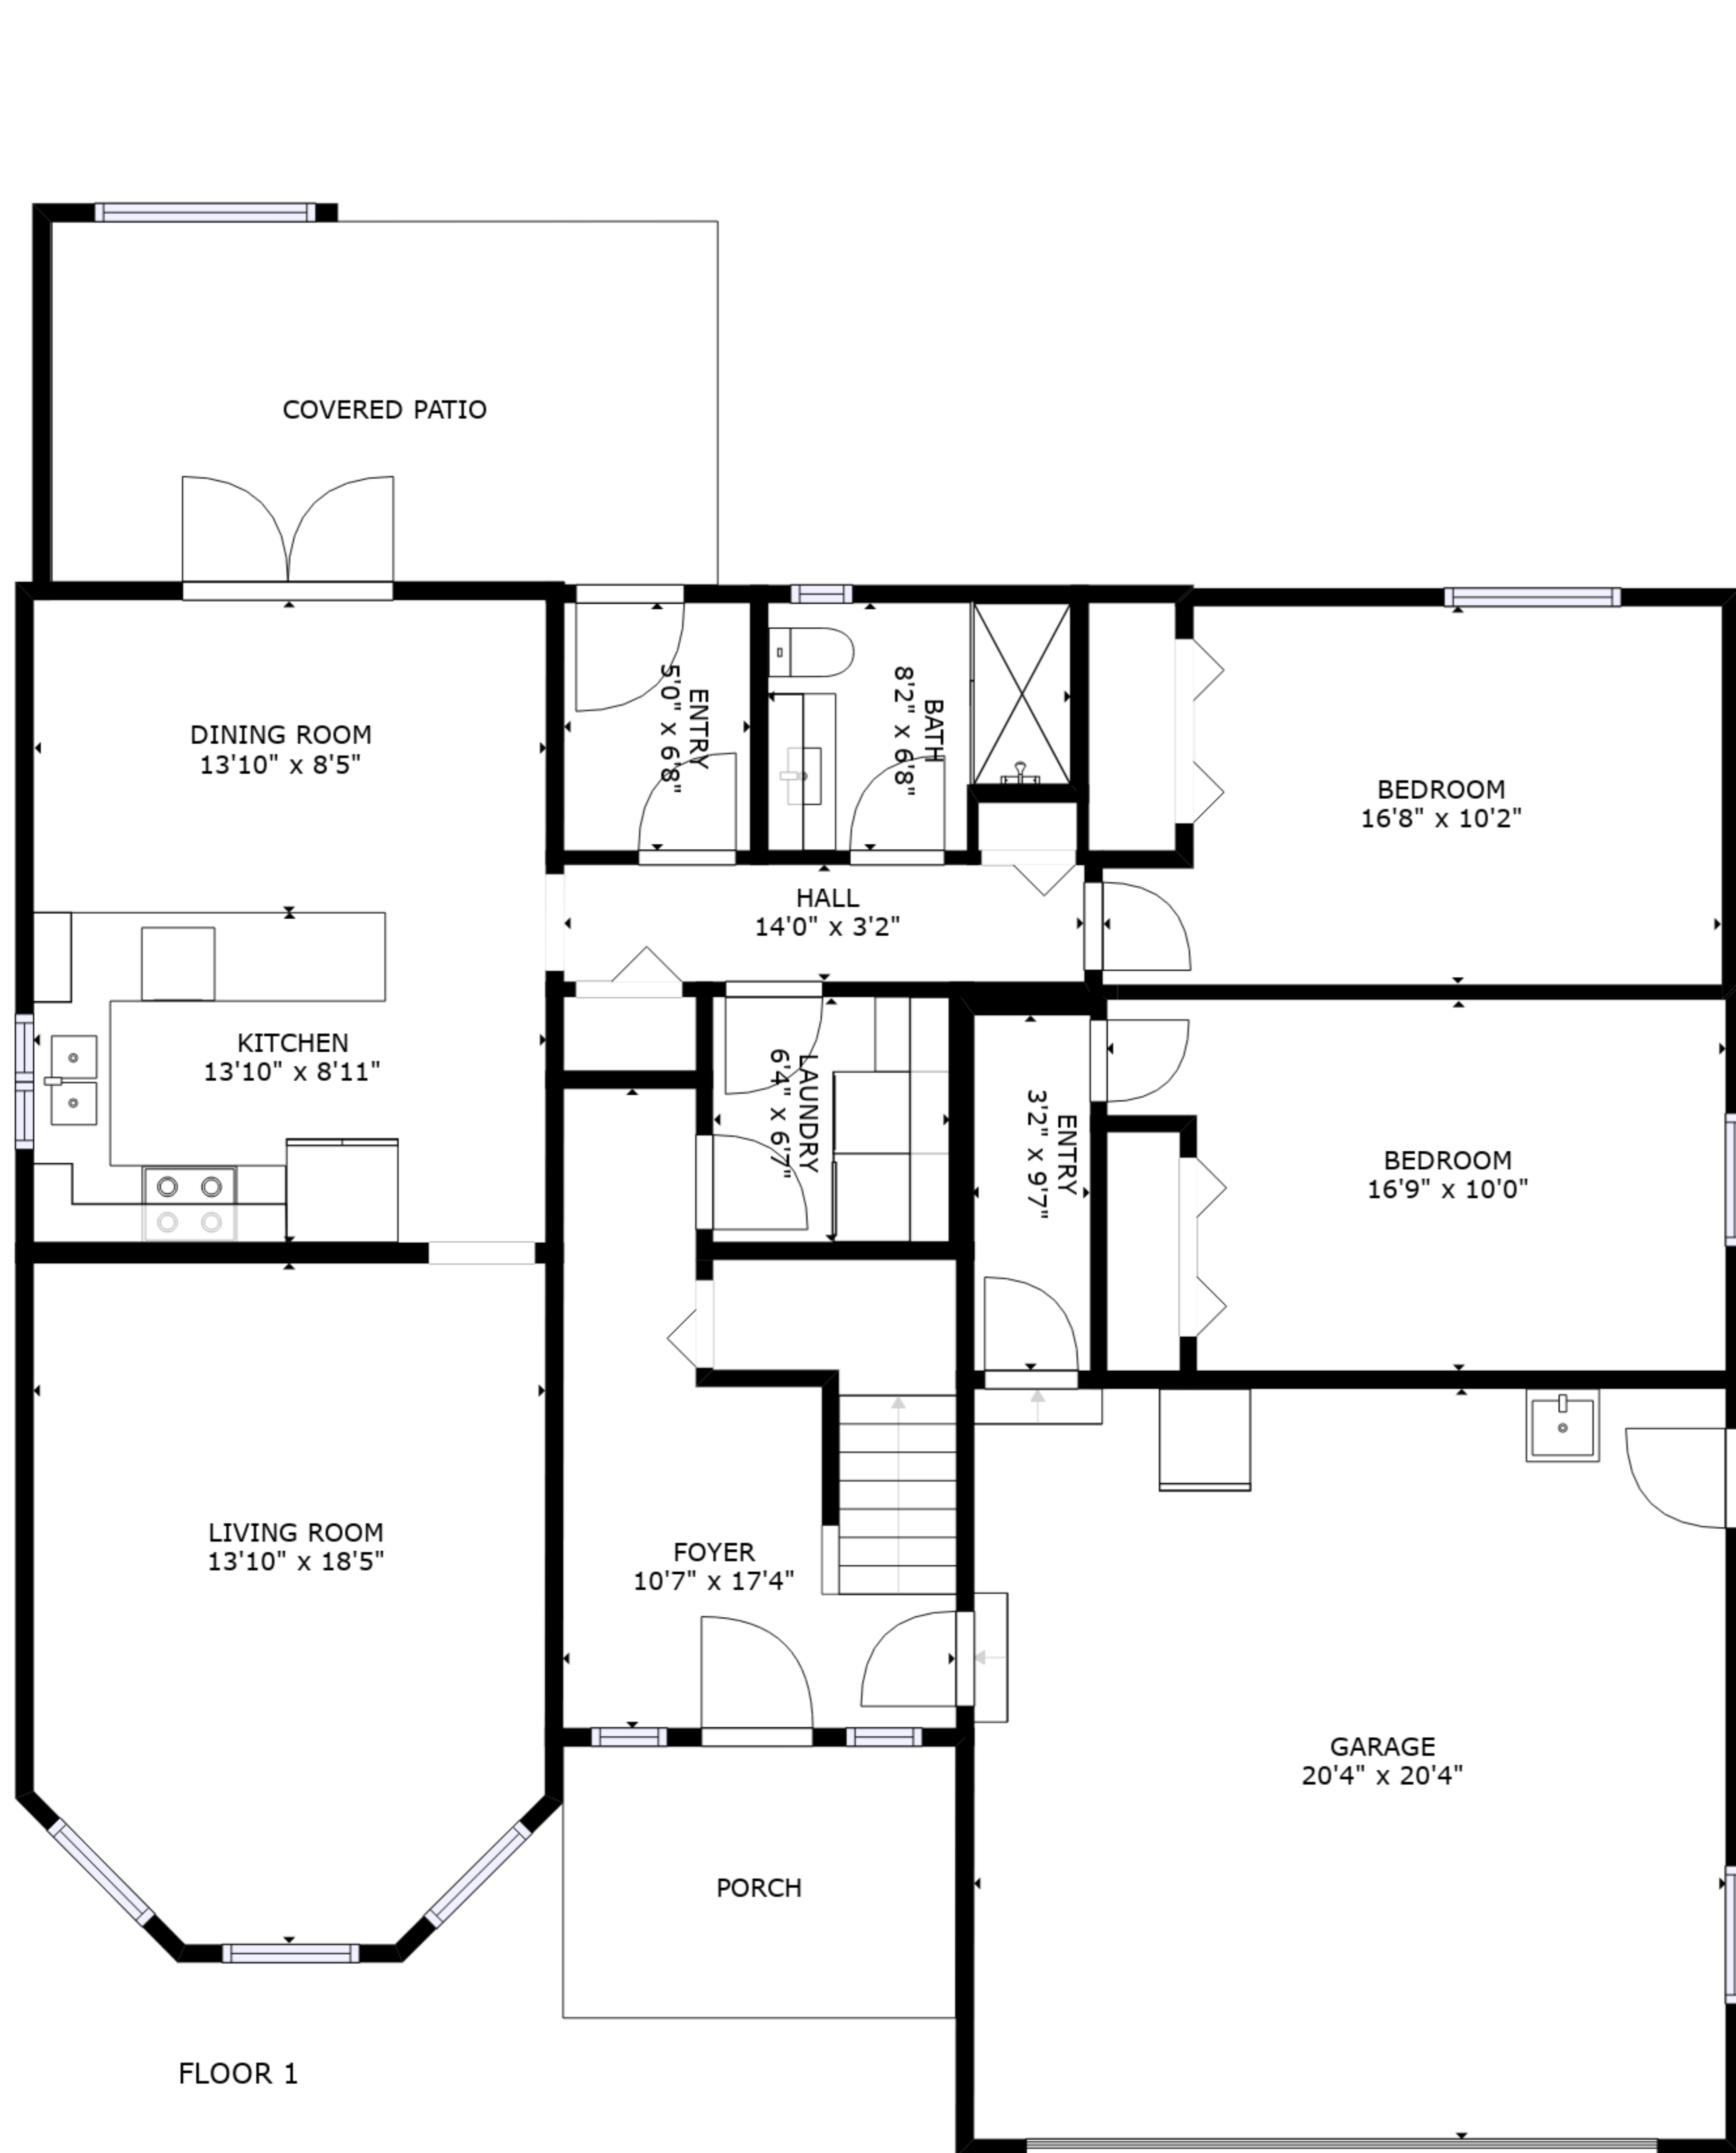 COVERED PATIO
DINING ROOM
13'10" x 8'5"
ENTRY
5'0" x 6'8"
BATH
8'2" x 6'8"
BEDROOM
16'8" x 10'2"
HALL
14'0" x 3'2"
KITCHEN
13'10" x 8'11"
LAUNDRY
6'4" x 6'7"
ENTRY
3'2" x 9'7"
BEDROOM
16'9" x 10'0"
LIVING ROOM
13'10" x 18'5"
FOYER
10'7" x 17'4"
GARAGE
20'4" x 20'4"
PORCH
FLOOR 1